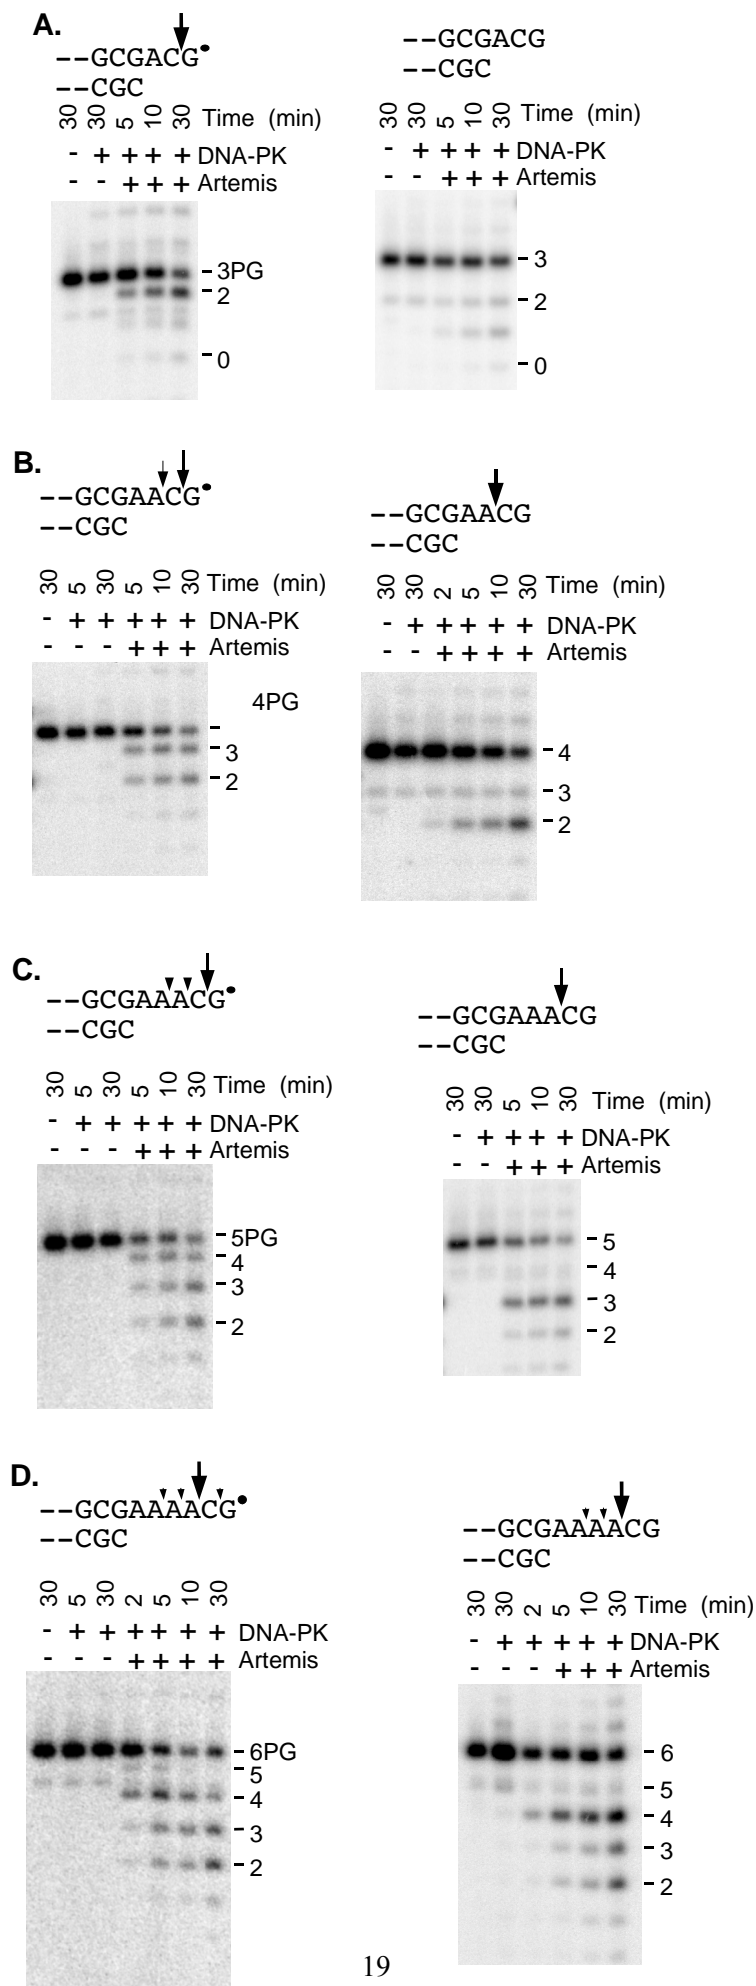 A.
--GCGACG•
--CGC
30 30 5 10 30 Time (min)
- + + + + DNA-PK
- - + + + Artemis
3PG
2
0
--GCGACG
--CGC
30 30 5 10 30 Time (min)
- + + + + DNA-PK
- - + + + Artemis
3
2
0
B.
--GCGAACG•
--CGC
30 5 30 5 10 30 Time (min)
- + + + + + DNA-PK
- - - + + + Artemis
4PG
3
2
--GCGAACG
--CGC
30 30 2 5 10 30 Time (min)
- + + + + + DNA-PK
- - + + + + Artemis
4
3
2
C.
--GCGAAACG•
--CGC
30 5 30 5 10 30 Time (min)
- + + + + + DNA-PK
- - - + + + Artemis
5PG
4
3
2
--GCGAAACG
--CGC
30 30 5 10 30 Time (min)
- + + + + DNA-PK
- - + + + Artemis
5
4
3
2
D.
--GCGAAAACG•
--CGC
30 5 30 2 5 10 30
- + + + + + + DNA-PK
- - - + + + + Artemis
6PG
5
4
3
2
--GCGAAAACG
--CGC
30 30 2 5 10 30 Time (min)
- + + + + + DNA-PK
- - - + + + Artemis
6
5
4
3
2
19